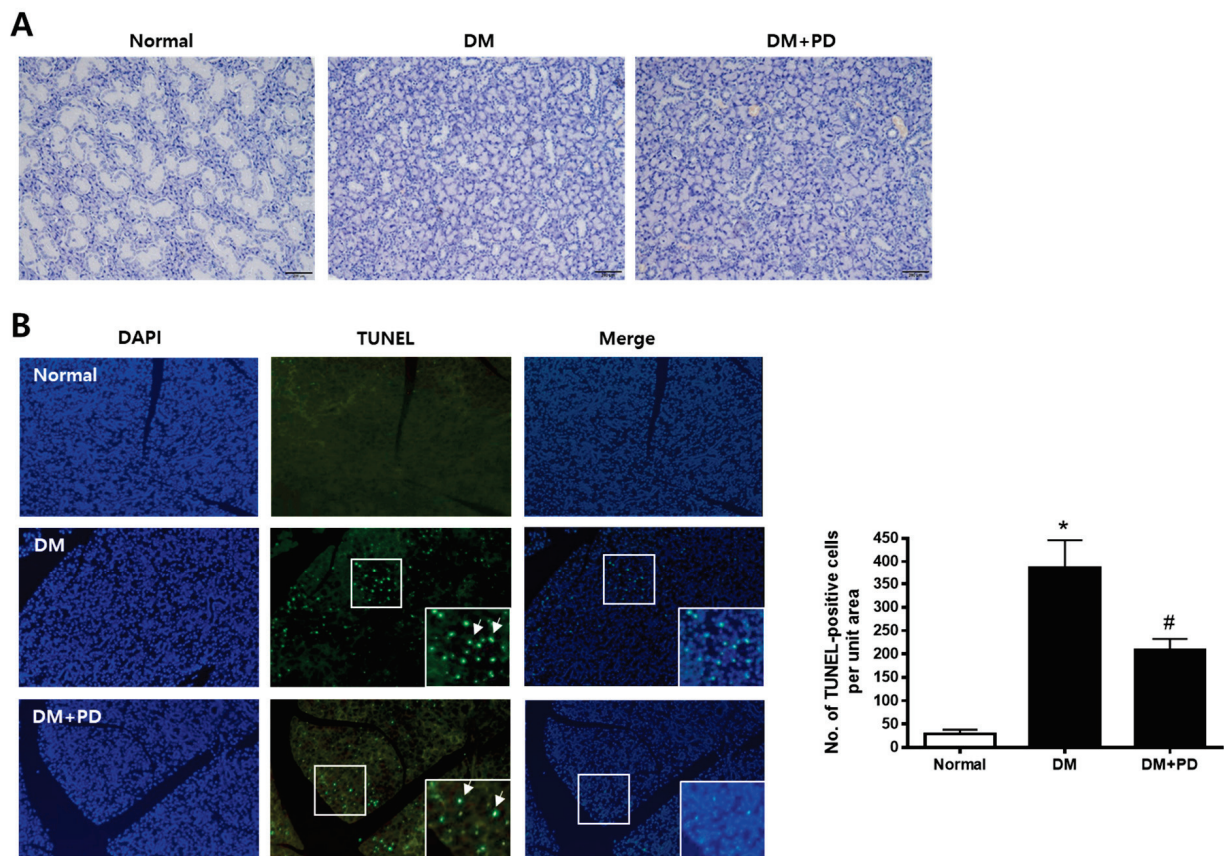 A
Normal
DM
DM+PD
B
DAPI
TUNEL
Merge
Normal
DM
DM+PD
No. of TUNEL-positive cells
per unit area
450
400
350
300
250
200
150
100
50
0
*
#
Normal
DM
DM+PD